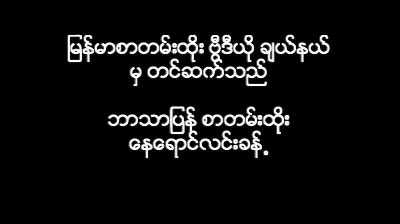 မြန်မာစာတမ်းထိုး ဗွီဒီယို ချယ်နယ်
မှ တင်ဆက်သည်
ဘာသာပြန် စာတမ်းထိုး
နေရောင်လင်းခန့်